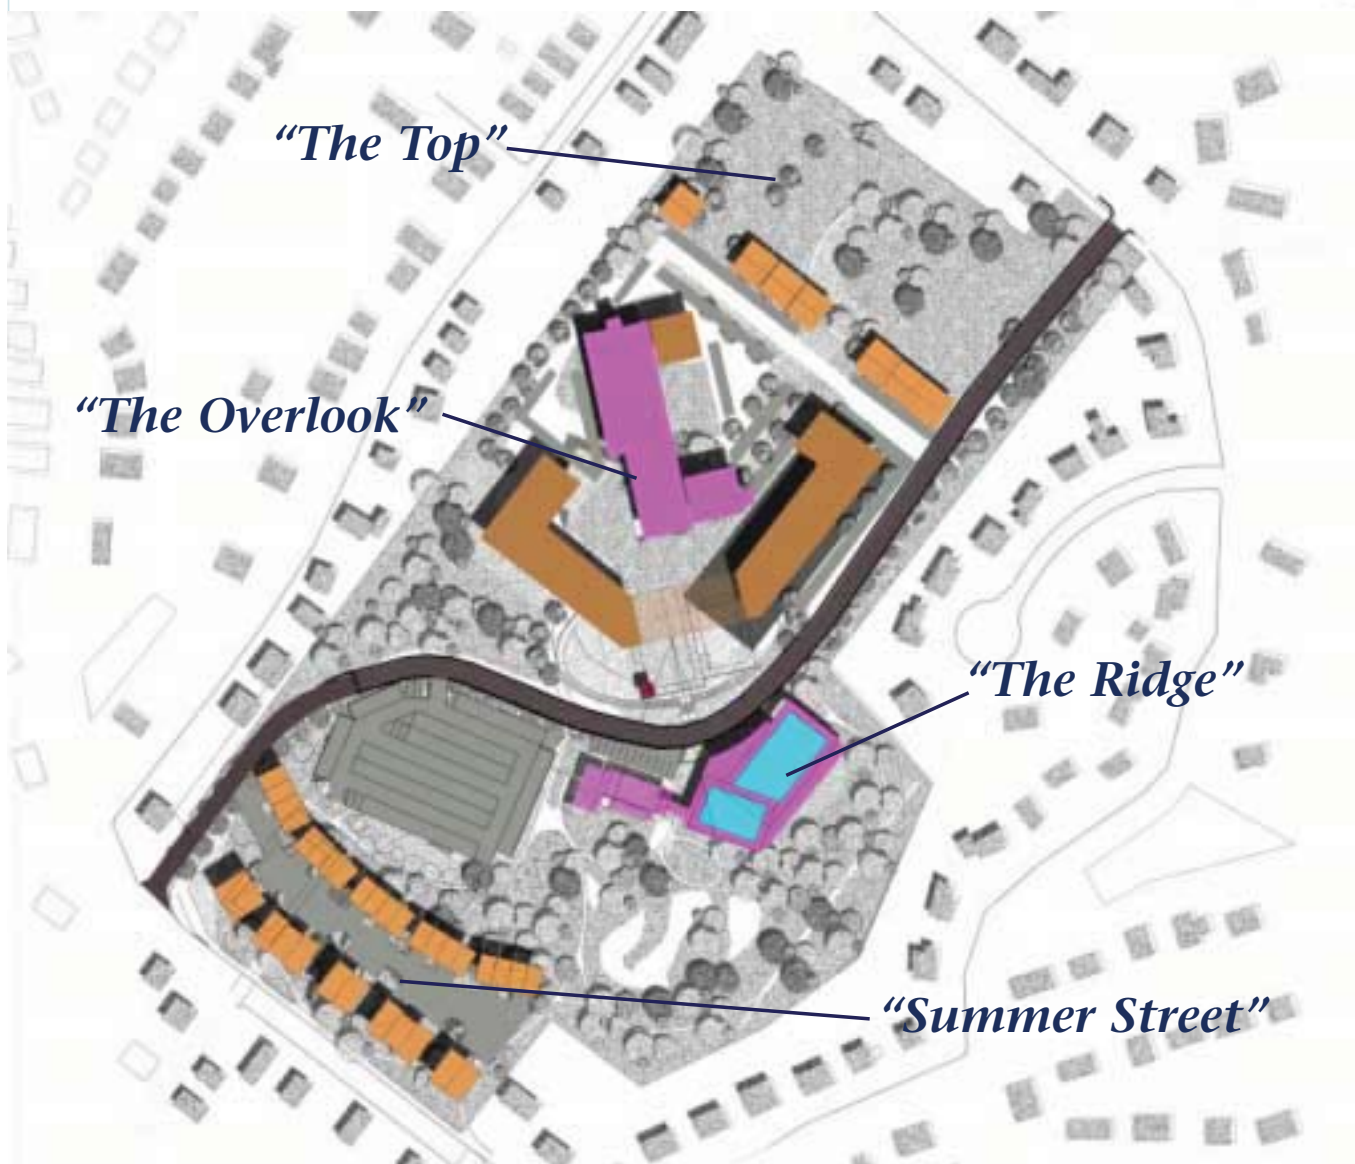 “The Top”
“The Overlook”
“The Ridge”
“Summer Street”